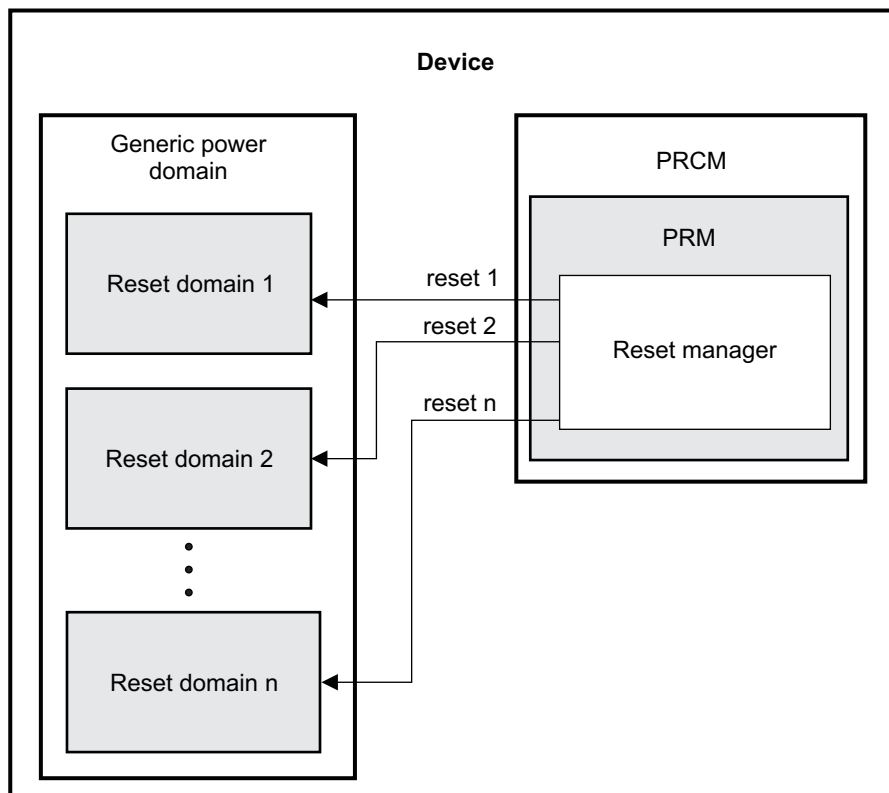 Device
Generic power
domain
Reset domain 1
Reset domain 2
Reset domain n
reset 1
reset 2
reset n
PRCM
PRM
Reset manager